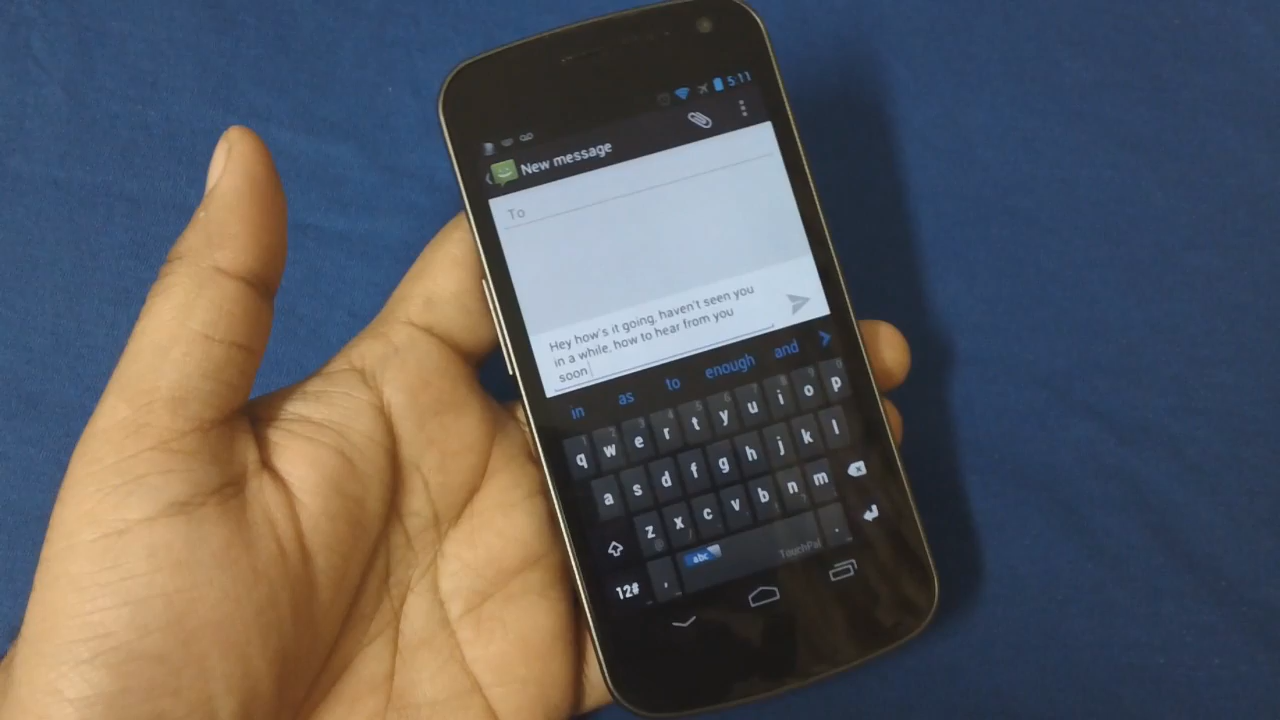 5:11
New message
To
Hey how's it going, haven't seen you
in a while, how to hear from you
soon
in as to enough and
q w e r t y u i o p
a s d f g h j k l
z x c v b n m
12# , abc TouchPal .